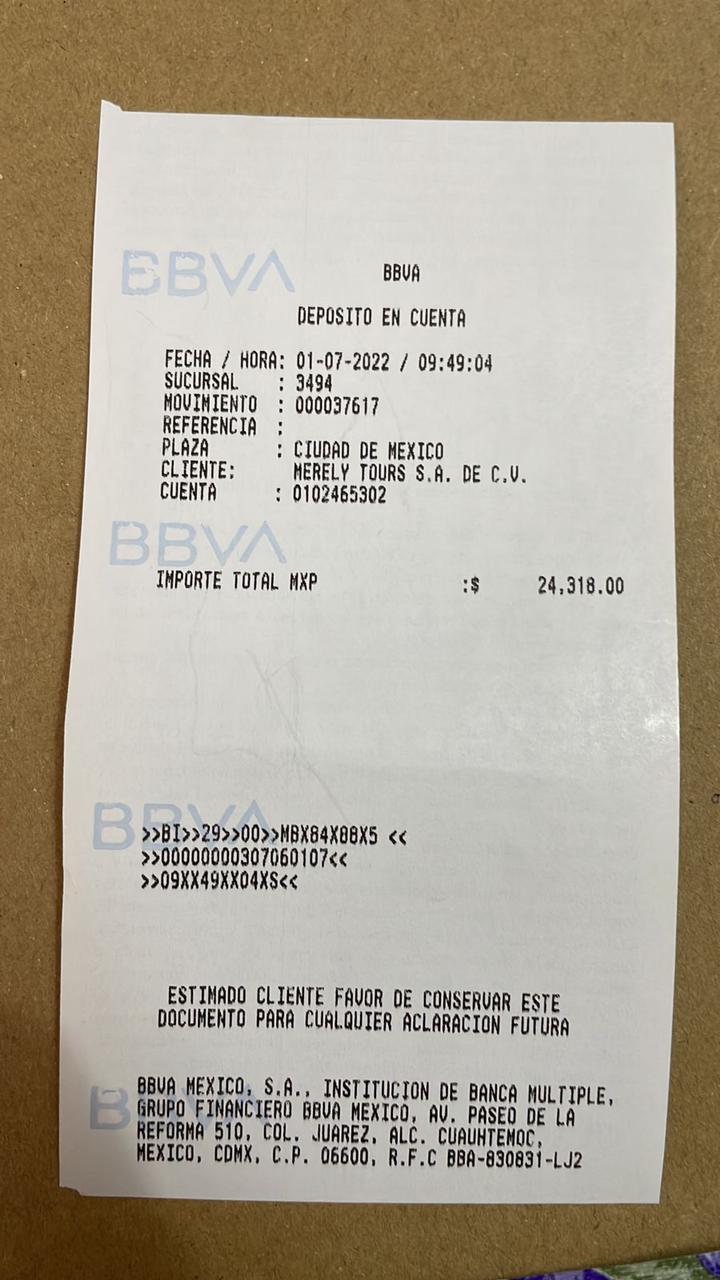 BBVA
BBVA
DEPOSITO EN CUENTA
FECHA / HORA: 01-07-2022 / 09:49:04
SUCURSAL : 3494
MOVIMIENTO : 000037617
REFERENCIA :
PLAZA : CIUDAD DE MEXICO
CLIENTE: MERELY TOURS S.A. DE C.V.
CUENTA : 0102465302
BBVA
IMPORTE TOTAL MXP :$ 24,318.00
BBVA
>>BI>>29>>00>>MBX84X88X5 <<
>>00000000307060107<<
>>09XX49XX04XS<<
ESTIMADO CLIENTE FAVOR DE CONSERVAR ESTE
DOCUMENTO PARA CUALQUIER ACLARACION FUTURA
BBVA MEXICO, S.A., INSTITUCION DE BANCA MULTIPLE,
GRUPO FINANCIERO BBVA MEXICO, AV. PASEO DE LA
REFORMA 510, COL. JUAREZ, ALC. CUAUHTEMOC,
MEXICO, CDMX, C.P. 06600, R.F.C BBA-830831-LJ2